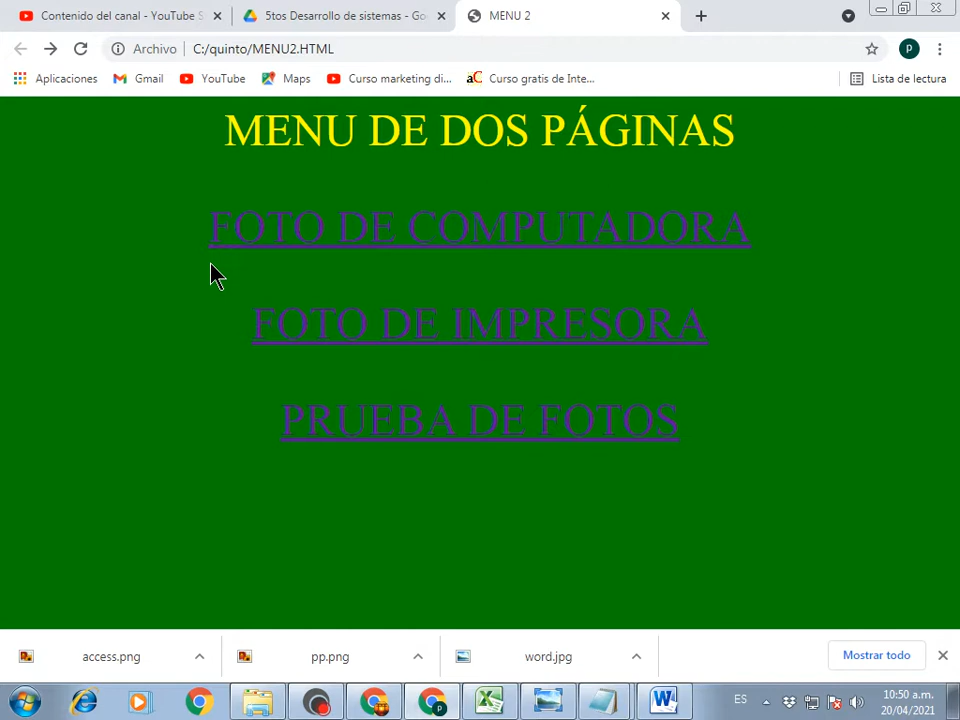 Contenido del canal - YouTube S
5tos Desarrollo de sistemas - Go
MENU 2
Archivo
C:/quinto/MENU2.HTML
P
Aplicaciones
Gmail
YouTube
Maps
Curso marketing di...
aC
Curso gratis de Inte...
Lista de lectura
MENU DE DOS PÁGINAS
FOTO DE COMPUTADORA
FOTO DE IMPRESORA
PRUEBA DE FOTOS
access.png
pp.png
word.jpg
Mostrar todo
ES
10:50 a.m.
20/04/2021